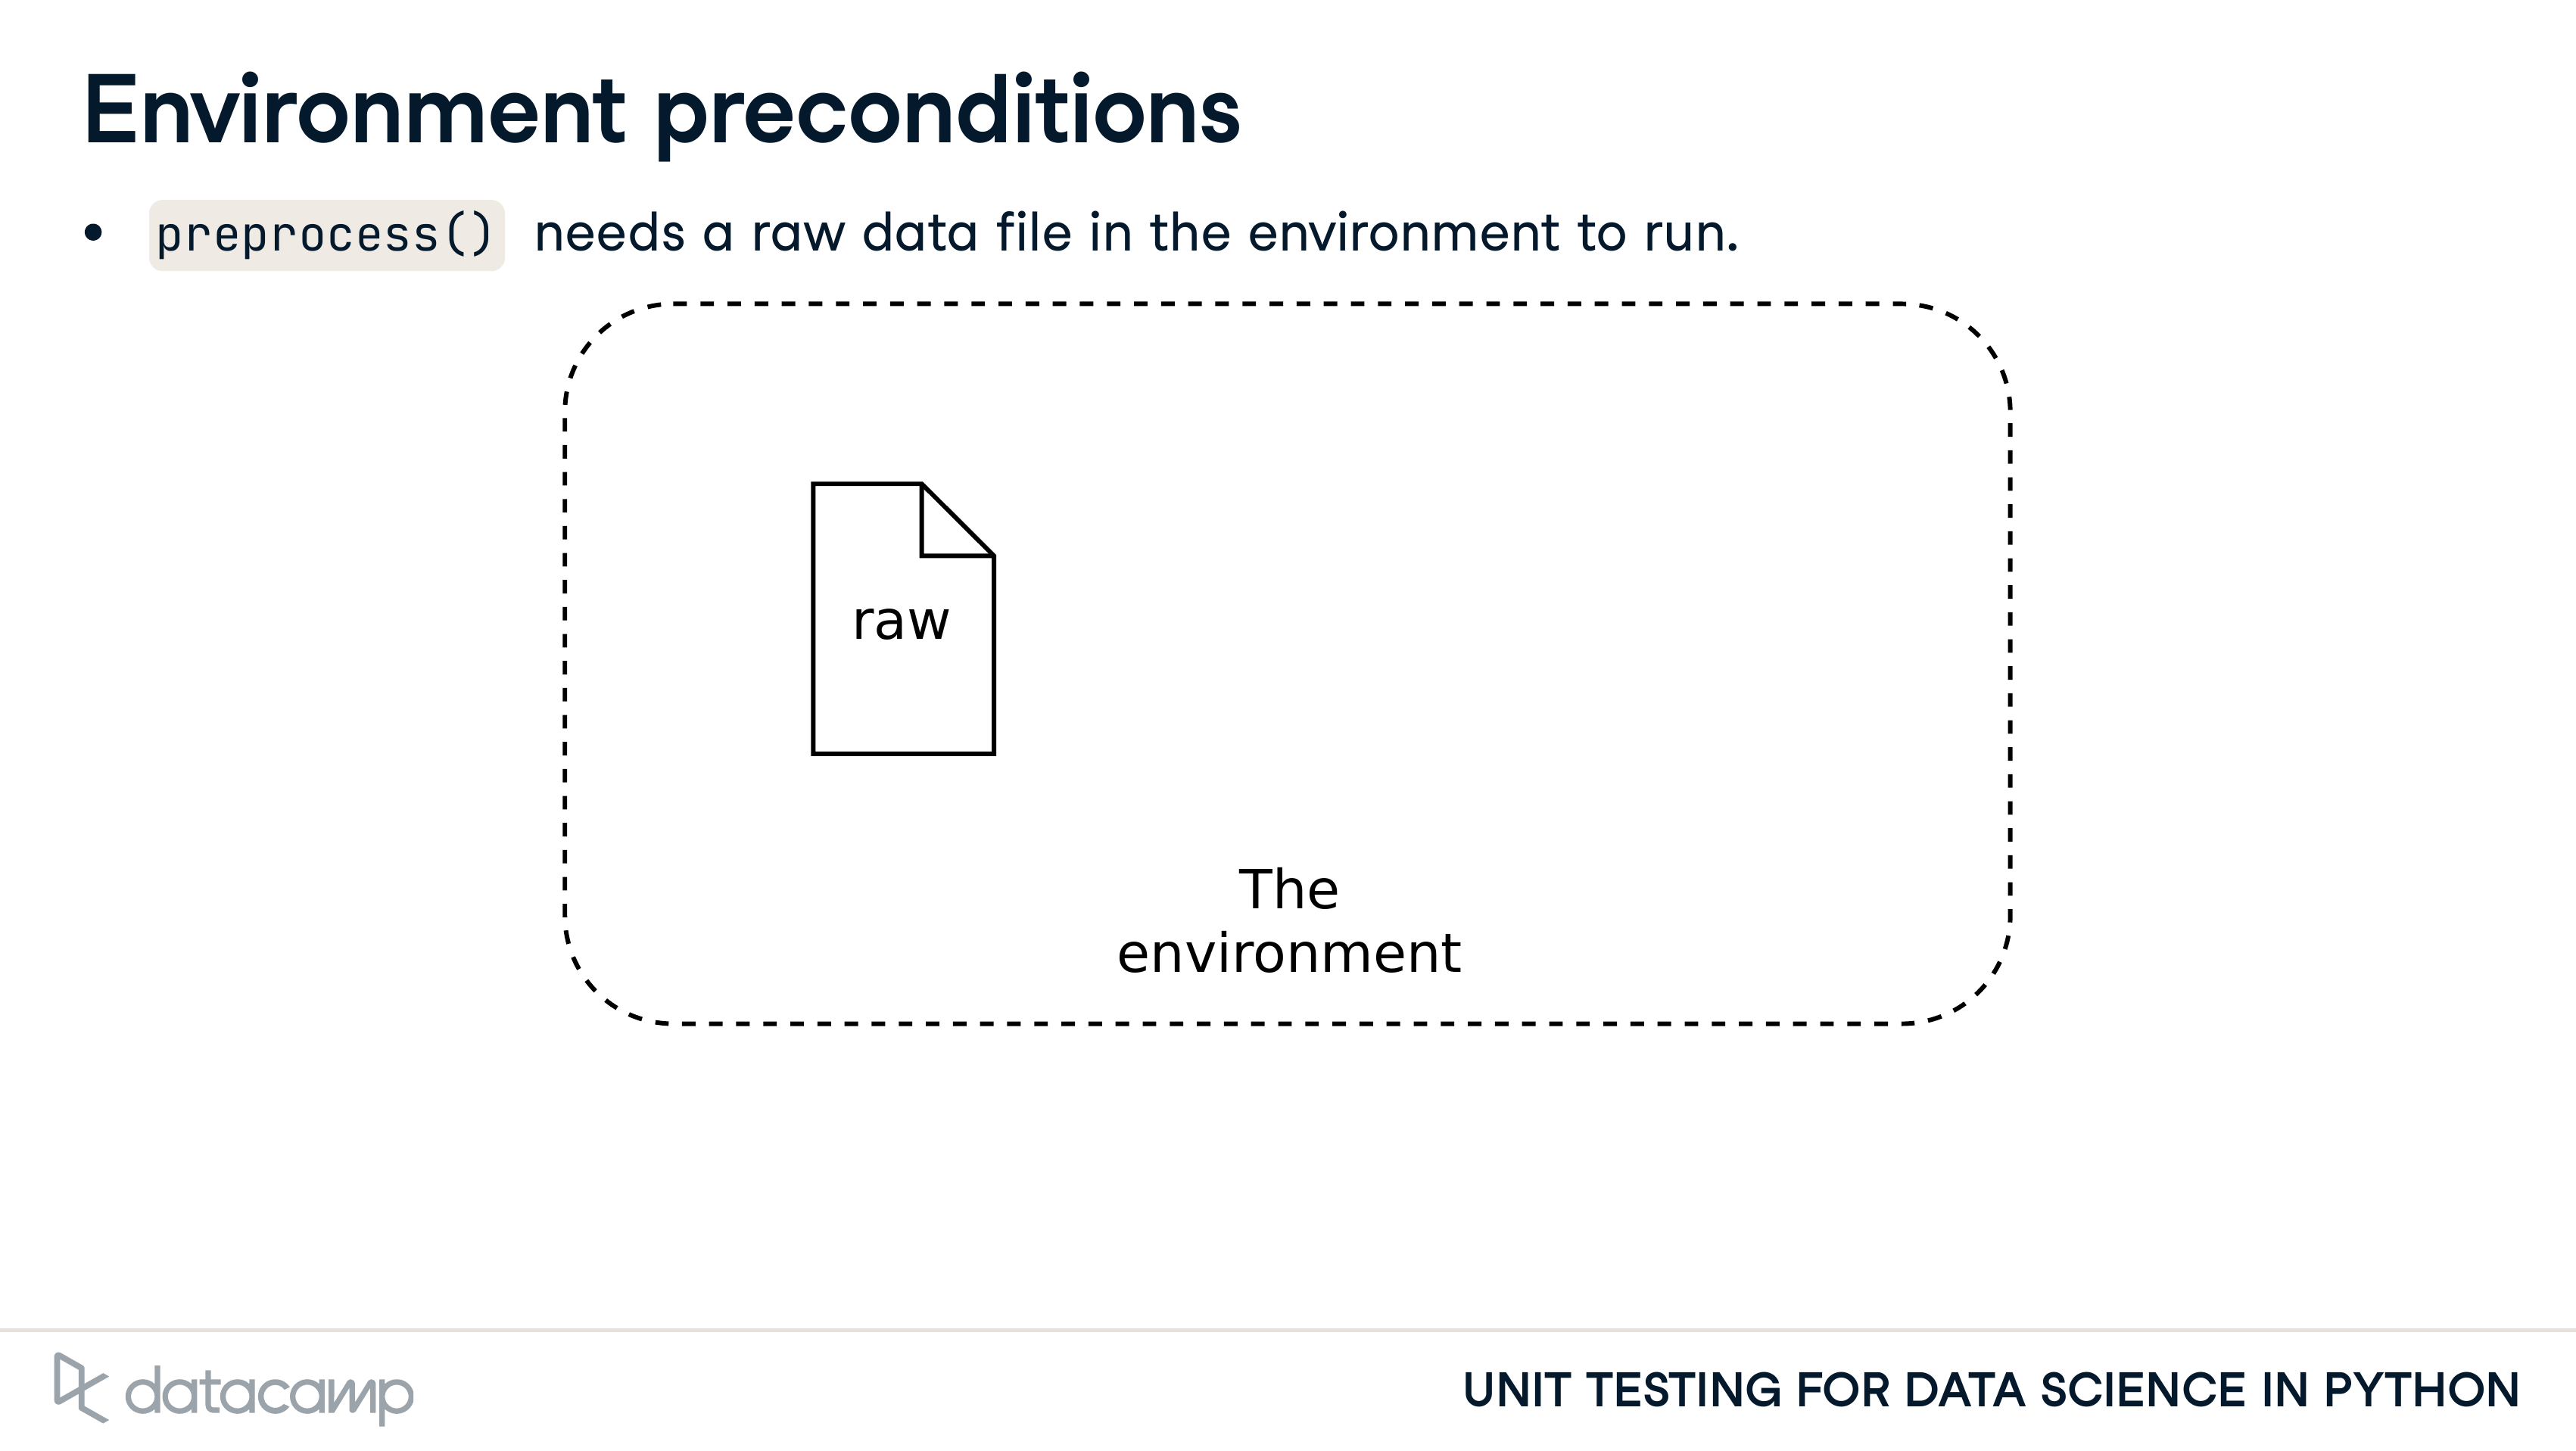 Environment preconditions
• preprocess() needs a raw data file in the environment to run.
raw
The
environment
datacamp
UNIT TESTING FOR DATA SCIENCE IN PYTHON